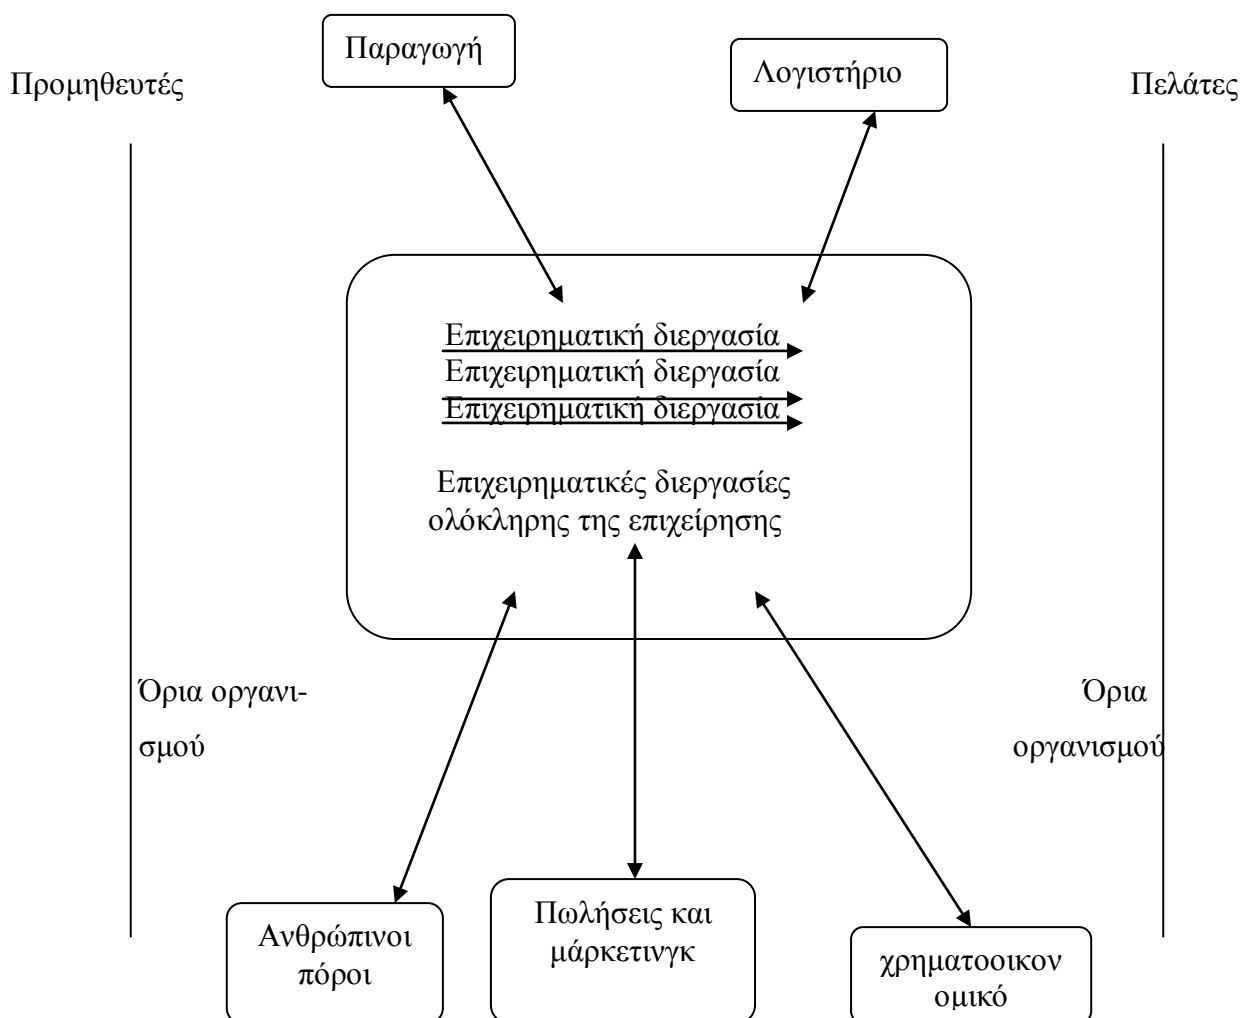 Παραγωγή
Λογιστήριο
Προμηθευτές
Πελάτες
Επιχειρηματική διεργασία
Επιχειρηματική διεργασία
Επιχειρηματική διεργασία
Επιχειρηματικές διεργασίες
ολόκληρης της επιχείρησης
Όρια οργανι-
σμού
Όρια
οργανισμού
Ανθρώπινοι
πόροι
Πωλήσεις και
μάρκετινγκ
χρηματοοικον
ομικό